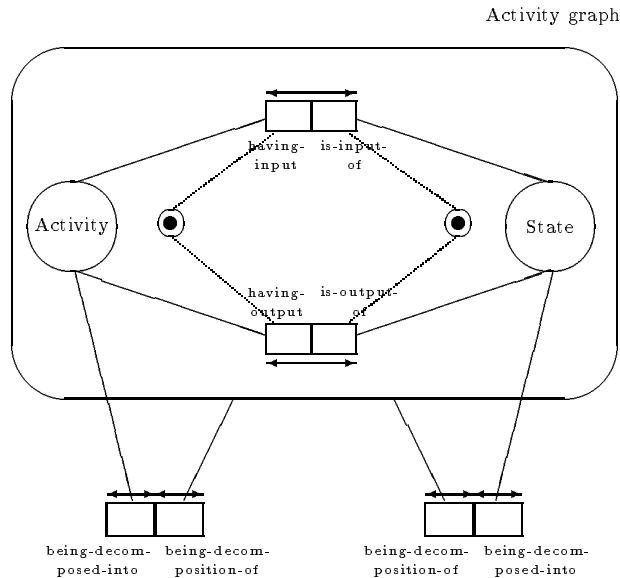 Activity graph
having- is-input-
input of
Activity
State
having- is-output-
output of
being-decom- being-decom-
posed-into position-of
being-decom- being-decom-
position-of posed-into